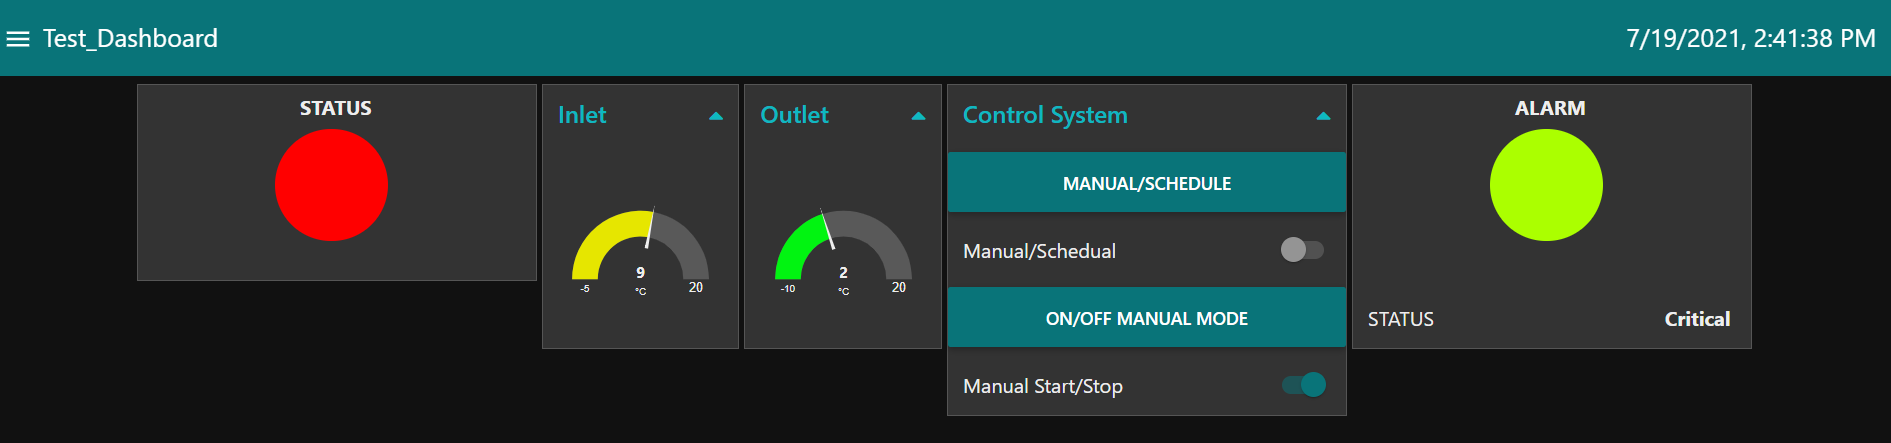 Test_Dashboard
7/19/2021, 2:41:38 PM
STATUS
Inlet
9
-5
°C
20
Outlet
2
-10
°C
20
Control System
MANUAL/SCHEDULE
Manual/Schedual
ON/OFF MANUAL MODE
Manual Start/Stop
ALARM
STATUS
Critical